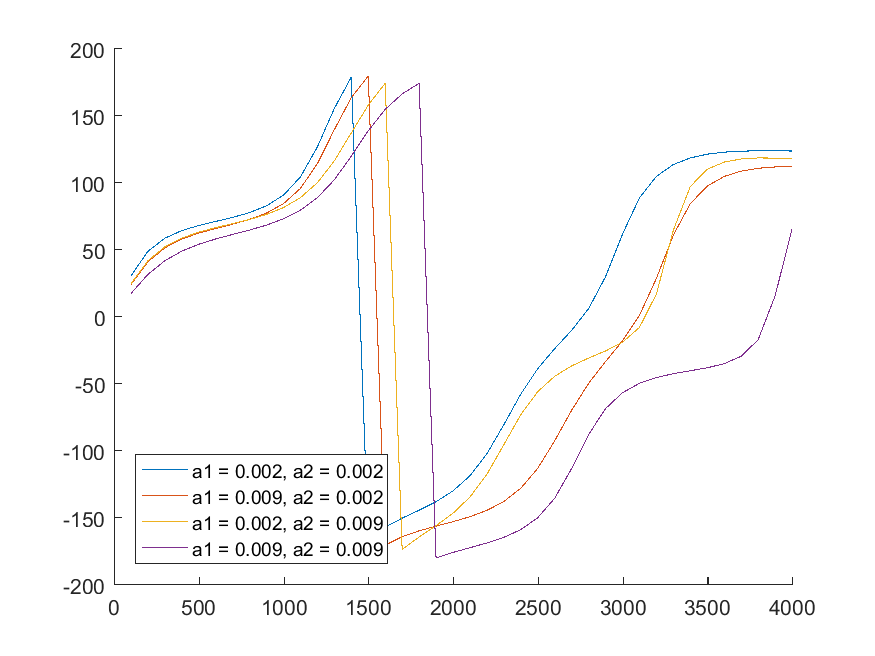 200
150
100
50
0
-50
-100
-150
-200
a1 = 0.002, a2 = 0.002
a1 = 0.009, a2 = 0.002
a1 = 0.002, a2 = 0.009
a1 = 0.009, a2 = 0.009
0 500 1000 1500 2000 2500 3000 3500 4000